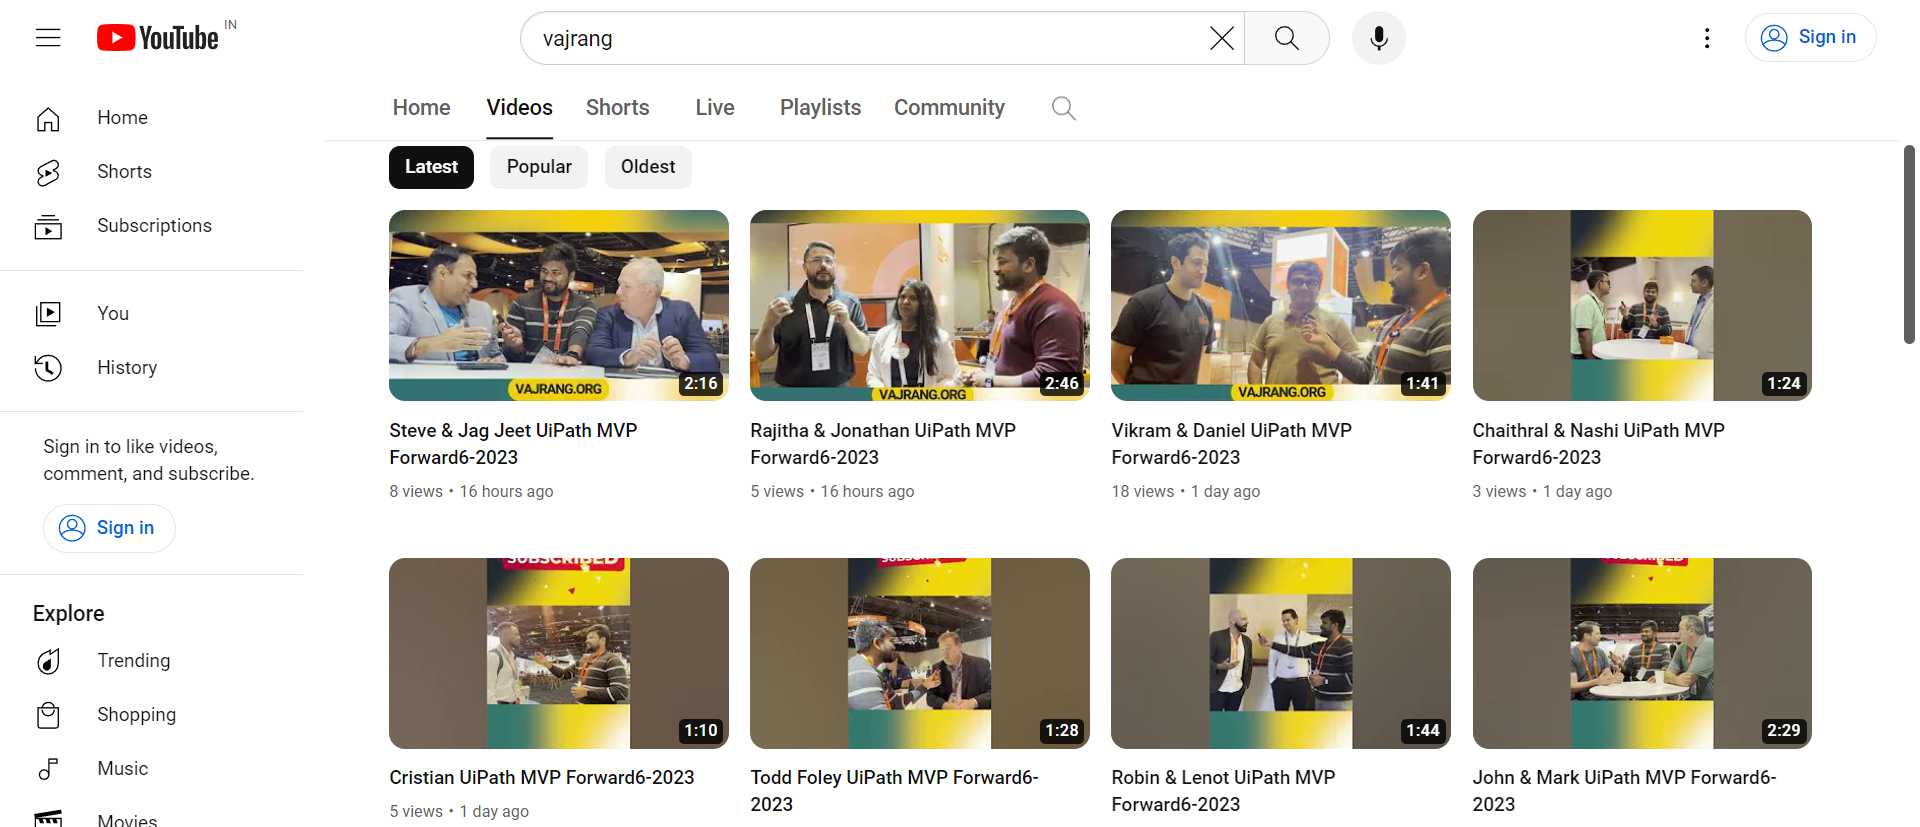 YouTube IN
vajrang
Sign in
Home
Shorts
Subscriptions
You
History
Sign in to like videos,
comment, and subscribe.
Sign in
Explore
Trending
Shopping
Music
Movies
Home Videos Shorts Live Playlists Community
Latest Popular Oldest
VAJRANG.ORG
2:16
Steve & Jag Jeet UiPath MVP
Forward6-2023
8 views • 16 hours ago
VAJRANG.ORG
2:46
Rajitha & Jonathan UiPath MVP
Forward6-2023
5 views • 16 hours ago
VAJRANG.ORG
1:41
Vikram & Daniel UiPath MVP
Forward6-2023
18 views • 1 day ago
1:24
Chaithral & Nashi UiPath MVP
Forward6-2023
3 views • 1 day ago
SUBSCRIBED
1:10
Cristian UiPath MVP Forward6-2023
5 views • 1 day ago
SUBSCRIBED
1:28
Todd Foley UiPath MVP Forward6-
2023
1:44
Robin & Lenot UiPath MVP
Forward6-2023
SUBSCRIBED
2:29
John & Mark UiPath MVP Forward6-
2023